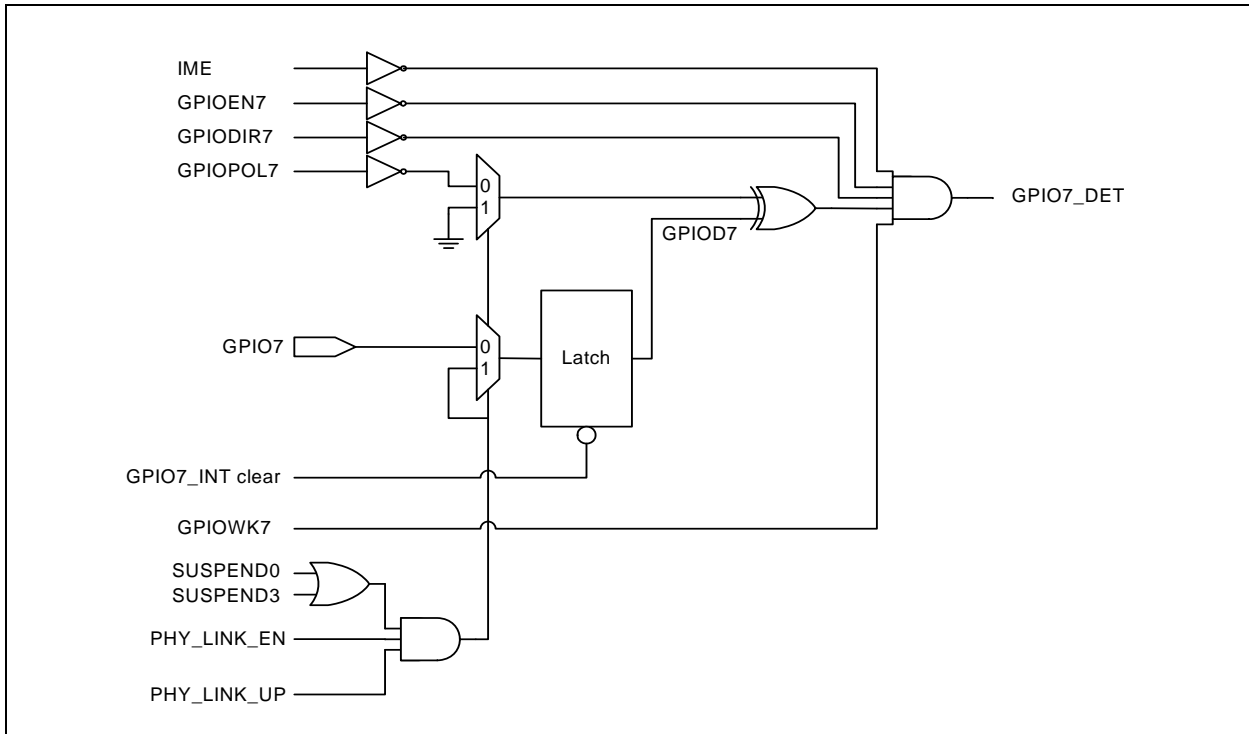 IME
GPIOEN7
GPIODIR7
GPIOPOL7
0
1
GPIO7_DET
GPIOD7
GPIO7
0
1
Latch
GPIO7_INT clear
GPIOWK7
SUSPEND0
SUSPEND3
PHY_LINK_EN
PHY_LINK_UP